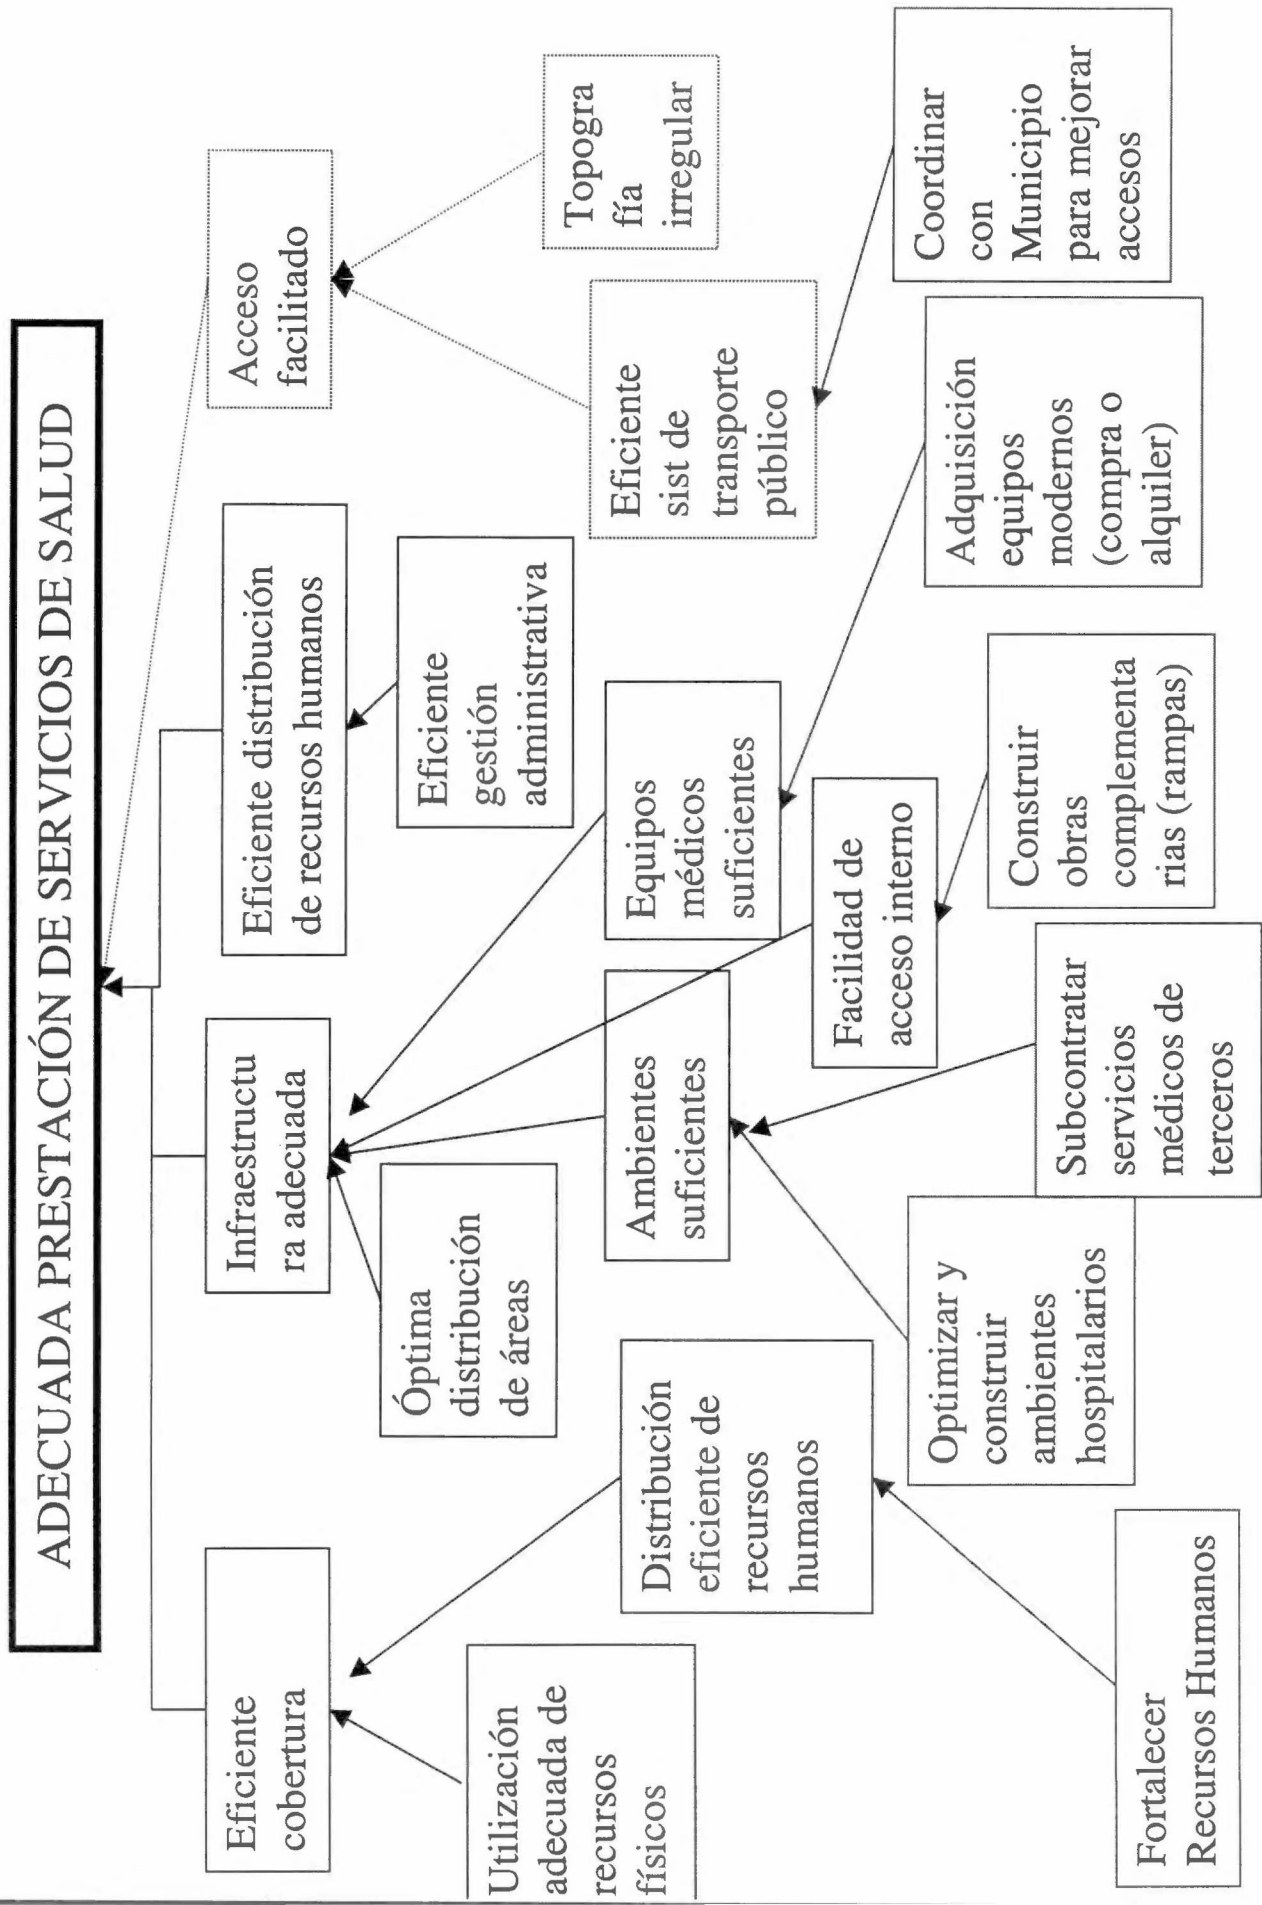 ADECUADA PRESTACIÓN DE SERVICIOS DE SALUD
Eficiente
cobertura
Infraestructu
ra adecuada
Eficiente distribución
de recursos humanos
Acceso
facilitado
Utilización
adecuada de
recursos
físicos
Óptima
distribución
de áreas
Eficiente
gestión
administrativa
Topogra
fía
irregular
Distribución
eficiente de
recursos
humanos
Ambientes
suficientes
Equipos
médicos
suficientes
Eficiente
sist de
transporte
público
Facilidad de
acceso interno
Fortalecer
Recursos Humanos
Optimizar y
construir
ambientes
hospitalarios
Subcontratar
servicios
médicos de
terceros
Construir
obras
complementa
rias (rampas)
Adquisición
equipos
modernos
(compra o
alquiler)
Coordinar
con
Municipio
para mejorar
accesos